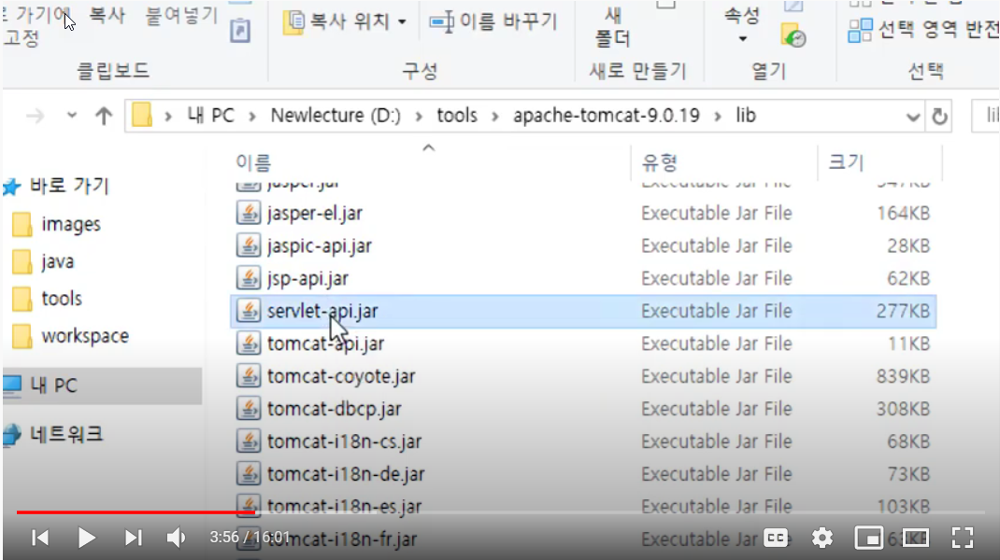 가기에 복사 붙여넣기
고정
복사 위치
이름 바꾸기
새
폴더
속성
선택 영역 반전
클립보드 구성 새로 만들기 열기 선택
내 PC > Newlecture (D:) > tools > apache-tomcat-9.0.19 > lib
이름 유형 크기
바로 가기
images
java
tools
workspace
내 PC
네트워크
jasper.jar Executable Jar File 547KB
jasper-el.jar Executable Jar File 164KB
jaspic-api.jar Executable Jar File 28KB
jsp-api.jar Executable Jar File 62KB
servlet-api.jar Executable Jar File 277KB
tomcat-api.jar Executable Jar File 11KB
tomcat-coyote.jar Executable Jar File 839KB
tomcat-dbcp.jar Executable Jar File 308KB
tomcat-i18n-cs.jar Executable Jar File 68KB
tomcat-i18n-de.jar Executable Jar File 73KB
tomcat-i18n-es.jar Executable Jar File 103KB
tomcat-i18n-fr.jar Executable Jar File
3:56 / 16:01
CC